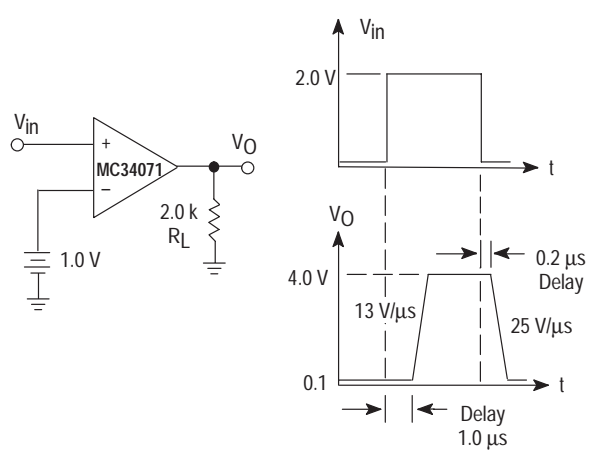 Vin
+
MC34071
–
VO
2.0 k
RL
1.0 V
Vin
2.0 V
t
VO
4.0 V
13 V/µs
25 V/µs
0.2 µs
Delay
0.1
t
Delay
1.0 µs